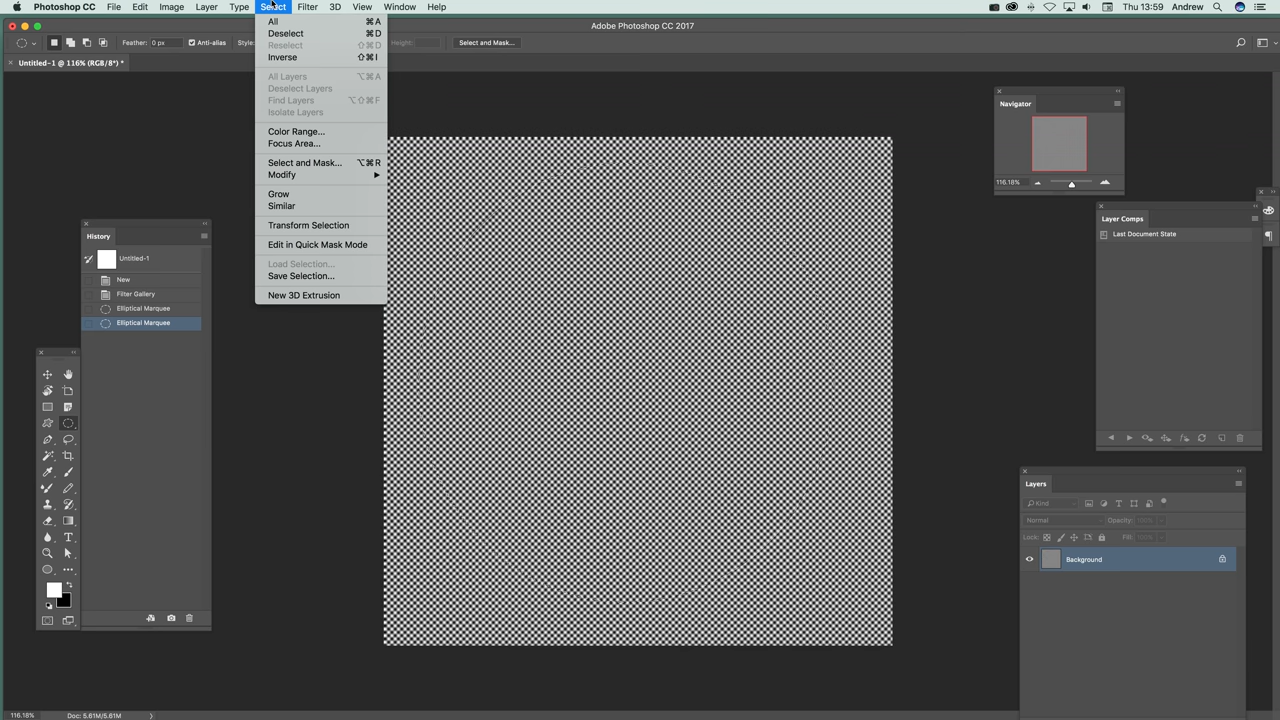 Photoshop CC File Edit Image Layer Type Select Filter 3D View Window Help Thu 13:59 Andrew
Adobe Photoshop CC 2017
Feather: 0 px Anti-alias Style: Height: Select and Mask...
Untitled-1 @ 116% (RGB/8*) *
All ⌘A
Deselect ⌘D
Reselect ⇧⌘D
Inverse ⇧⌘I
All Layers ⌥⌘A
Deselect Layers
Find Layers ⌥⇧⌘F
Isolate Layers
Color Range...
Focus Area...
Select and Mask... ⌥⌘R
Modify
Grow
Similar
Transform Selection
Edit in Quick Mask Mode
Load Selection...
Save Selection...
New 3D Extrusion
History
Untitled-1
New
Filter Gallery
Elliptical Marquee
Elliptical Marquee
Navigator
116.18%
Layer Comps
Last Document State
Layers
Kind
Normal Opacity: 100%
Lock: Fill: 100%
Background
116.18% Doc: 5.61M/5.61M